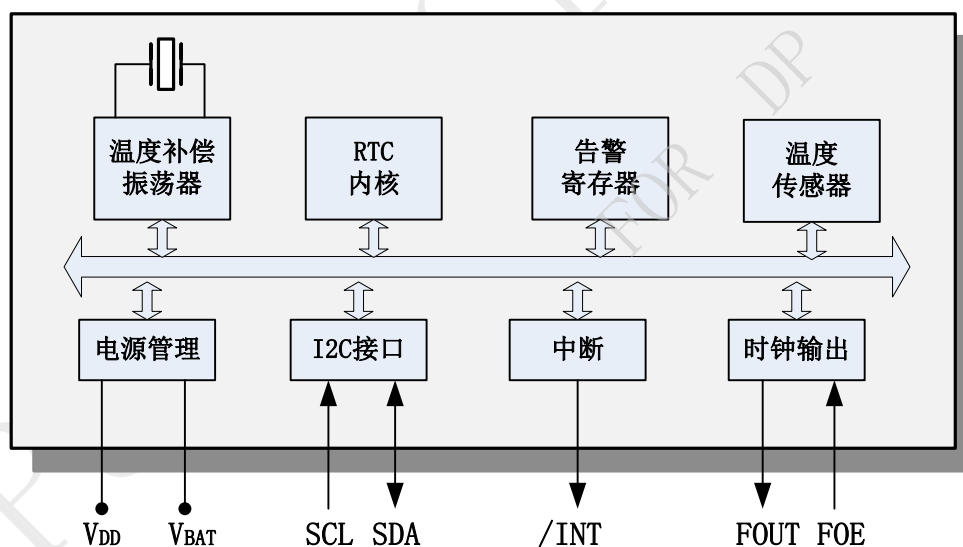 温度补偿
振荡器
RTC
内核
告警
寄存器
温度
传感器
电源管理
I2C接口
中断
时钟输出
VDD
VBAT
SCL
SDA
/INT
FOUT
FOE
FOR DP